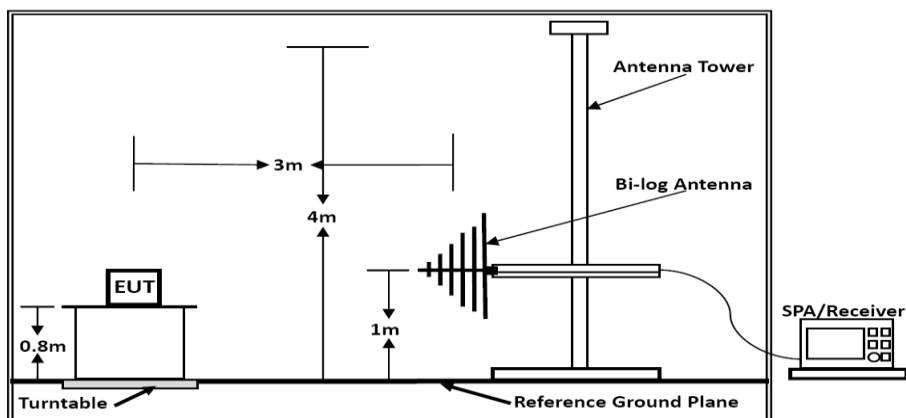 Antenna Tower
3m
Bi-log Antenna
4m
EUT
SPA/Receiver
0.8m
1m
Turntable
Reference Ground Plane